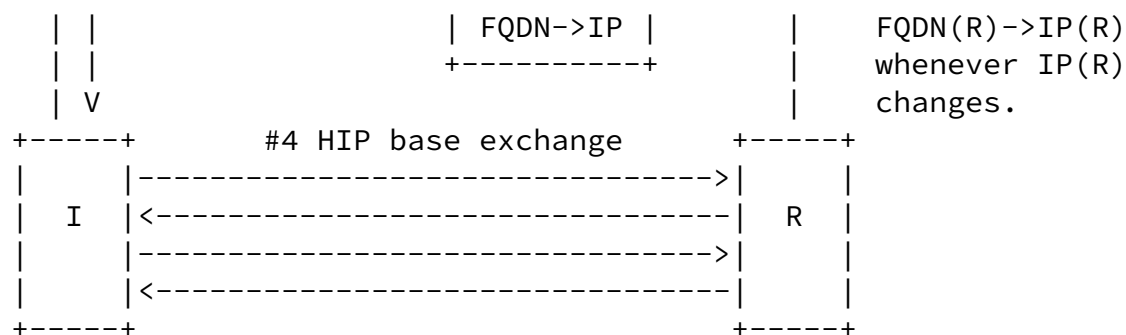 | | | FQDN->IP | | FQDN(R)->IP(R)
| | +----------+ | whenever IP(R)
| V | changes.
+-----+ #4 HIP base exchange +-----+
| |------------------------------->| |
| I |<-------------------------------| R |
| |------------------------------->| |
| |<-------------------------------| |
+-----+ +-----+